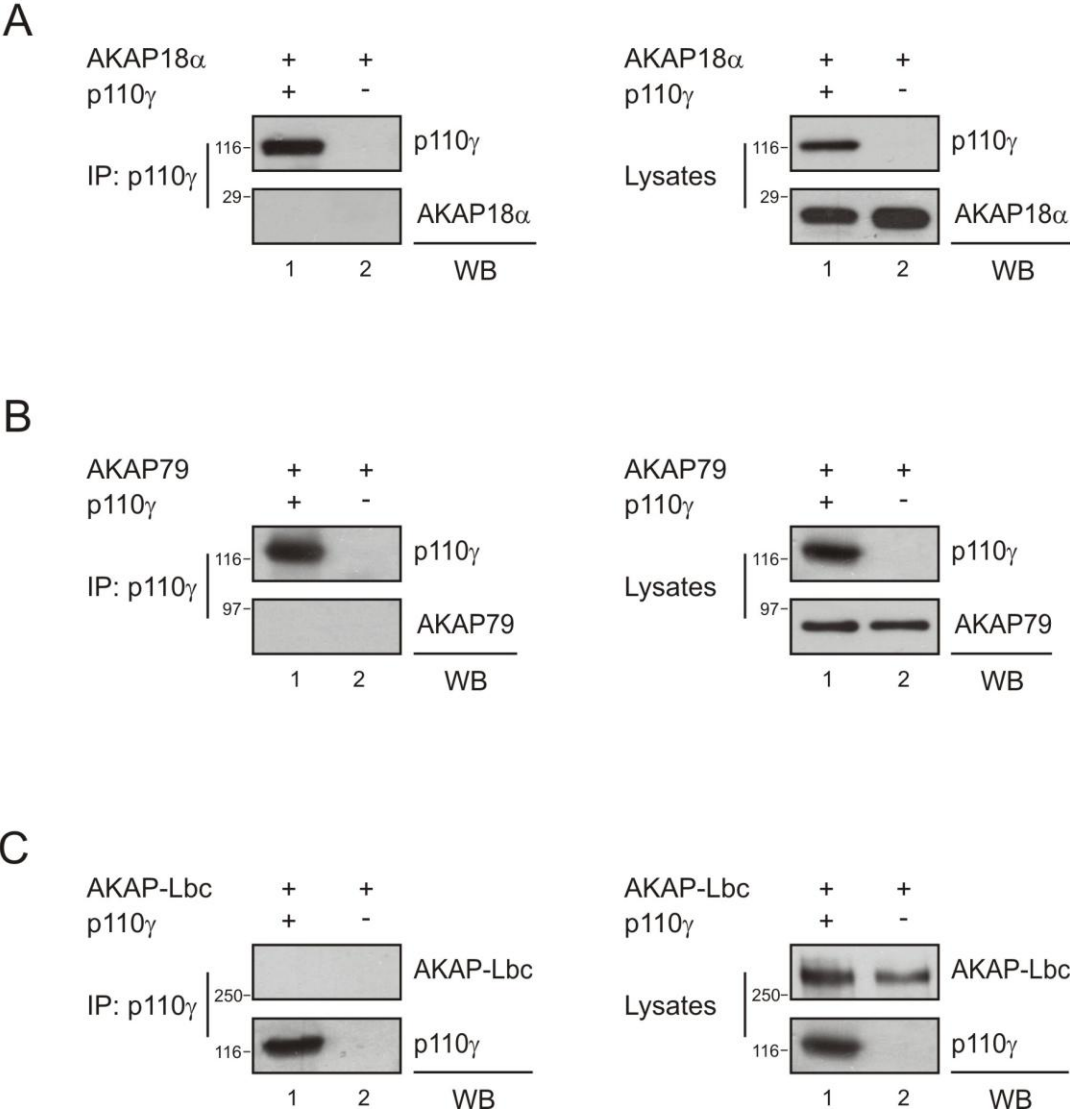 A
AKAP18α + + AKAP18α + +
p110γ + - p110γ + -
116- p110γ 116- p110γ
IP: p110γ Lysates
29- 29-
AKAP18α AKAP18α
1 2 WB 1 2 WB
B
AKAP79 + + AKAP79 + +
p110γ + - p110γ + -
116- p110γ 116- p110γ
IP: p110γ Lysates
97- 97-
AKAP79 AKAP79
1 2 WB 1 2 WB
C
AKAP-Lbc + + AKAP-Lbc + +
p110γ + - p110γ + -
AKAP-Lbc AKAP-Lbc
250- 250-
IP: p110γ Lysates
116- p110γ 116- p110γ
1 2 WB 1 2 WB